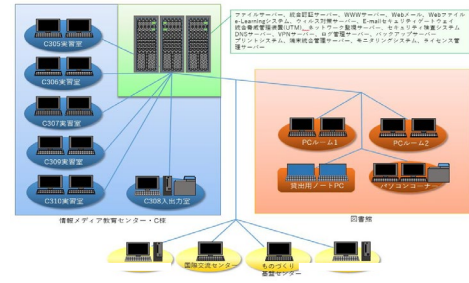 ファイルサーバー、統合認証サーバー、WWWサーバー、Webメール、Webファイル
e-Learningシステム、ウィルス対策サーバー、E-mailセキュリティゲートウェイ
統合脅威管理装置(UTM)、ネットワーク管理サーバー、セキュリティ検査システム
DNSサーバー、VPNサーバー、ログ管理サーバー、バックアップサーバー
プリントシステム、端末統合管理サーバー、モニタリングシステム、ライセンス管
理サーバー
C305実習室
C306実習室
C307実習室
C309実習室
C310実習室
C308入出力室
情報メディア教育センター・C棟
PCルーム1
PCルーム2
貸出用ノートPC
パソコンコーナー
図書館
国際交流センター
ものづくり
基盤センター